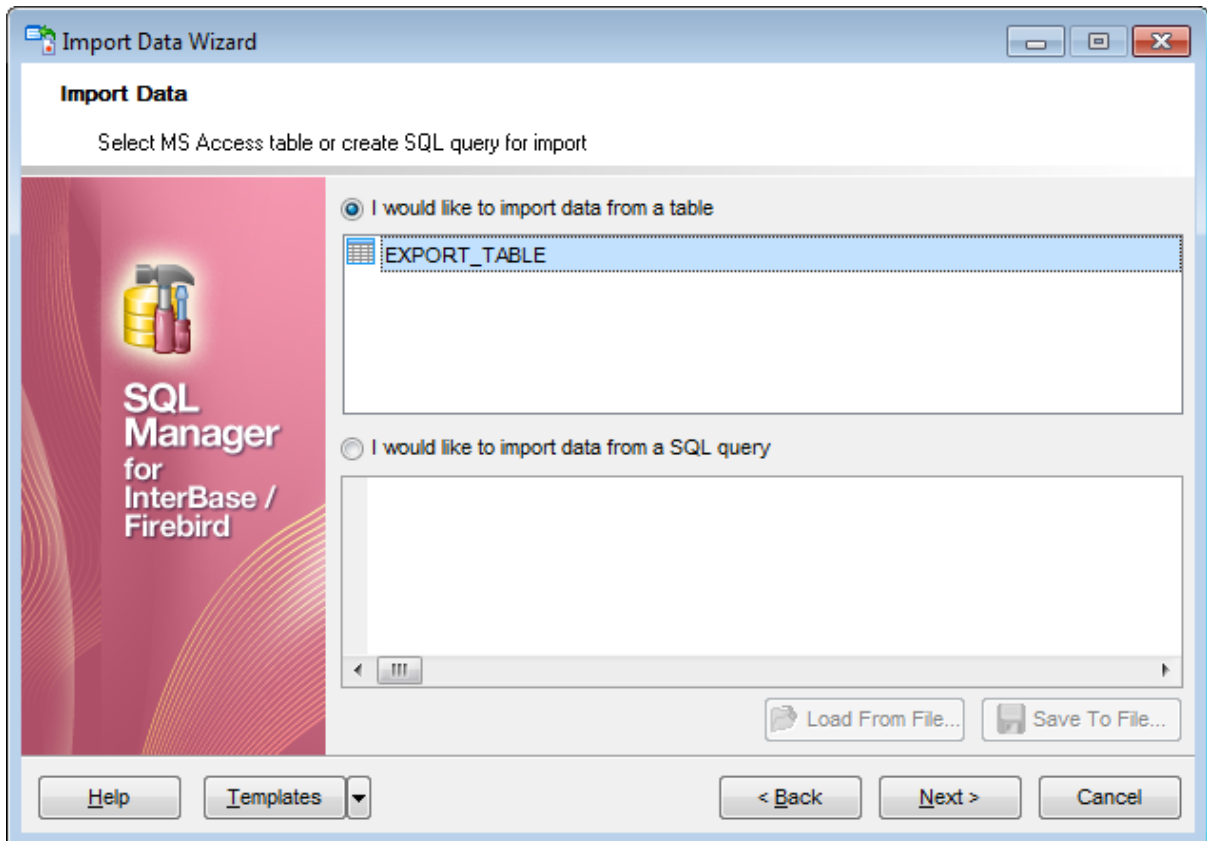 Import Data Wizard
Import Data
Select MS Access table or create SQL query for import
I would like to import data from a table
EXPORT_TABLE
SQL
Manager
for
InterBase /
Firebird
I would like to import data from a SQL query
Load From File... Save To File...
Help Templates < Back Next > Cancel